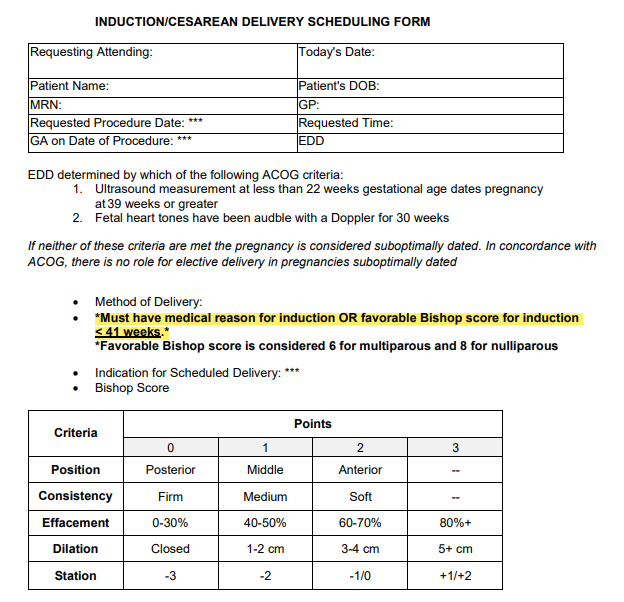 INDUCTION/CESAREAN DELIVERY SCHEDULING FORM
Requesting Attending: Today's Date:
Patient Name: Patient's DOB:
MRN: GP:
Requested Procedure Date: *** Requested Time:
GA on Date of Procedure: *** EDD
EDD determined by which of the following ACOG criteria:
1. Ultrasound measurement at less than 22 weeks gestational age dates pregnancy
at 39 weeks or greater
2. Fetal heart tones have been audble with a Doppler for 30 weeks
If neither of these criteria are met the pregnancy is considered suboptimally dated. In concordance with
ACOG, there is no role for elective delivery in pregnancies suboptimally dated
• Method of Delivery:
• *Must have medical reason for induction OR favorable Bishop score for induction
< 41 weeks.*
*Favorable Bishop score is considered 6 for multiparous and 8 for nulliparous
• Indication for Scheduled Delivery: ***
• Bishop Score
Criteria Points
0 1 2 3
Position Posterior Middle Anterior --
Consistency Firm Medium Soft --
Effacement 0-30% 40-50% 60-70% 80%+
Dilation Closed 1-2 cm 3-4 cm 5+ cm
Station -3 -2 -1/0 +1/+2